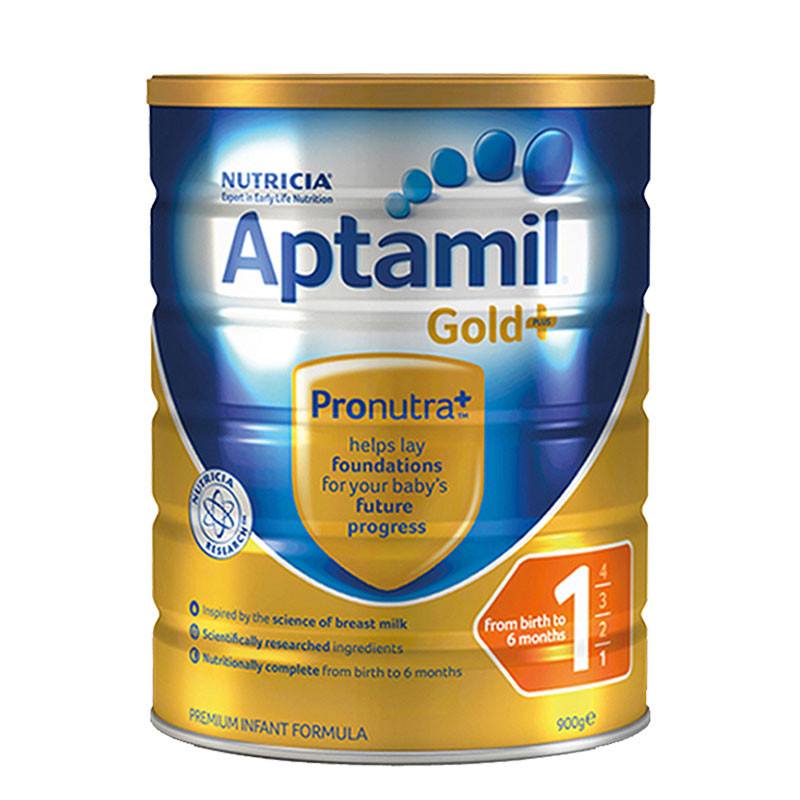 NUTRICIA®
Expert in Early Life Nutrition
Aptamil®
Gold+
PLUS
Pronutra+™
helps lay
foundations
for your baby's
future
progress
NUTRICIA
RESEARCH™
Inspired by the science of breast milk
Scientifically researched ingredients
Nutritionally complete from birth to 6 months
from birth to
6 months
1
4
3
2
1
PREMIUM INFANT FORMULA
900g℮